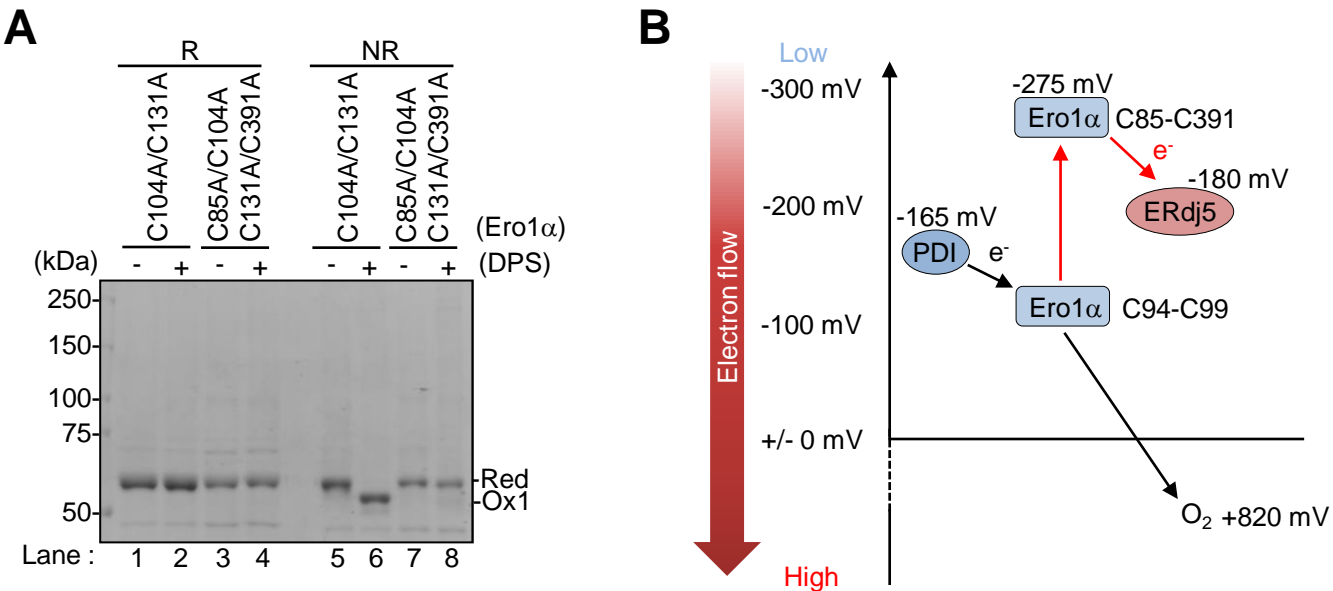 A
R
NR
C104A/C131A
C85A/C104A
C131A/C391A
C104A/C131A
C85A/C104A
C131A/C391A
(Ero1α)
(kDa)
- + - + - + - +
(DPS)
250-
150-
100-
75-
50-
-Red
-Ox1
Lane : 1 2 3 4 5 6 7 8
B
Low
-300 mV
-200 mV
-100 mV
+/- 0 mV
High
Electron flow
-275 mV
Ero1α C85-C391
e-
-180 mV
ERdj5
-165 mV
PDI e-
Ero1α C94-C99
O2 +820 mV